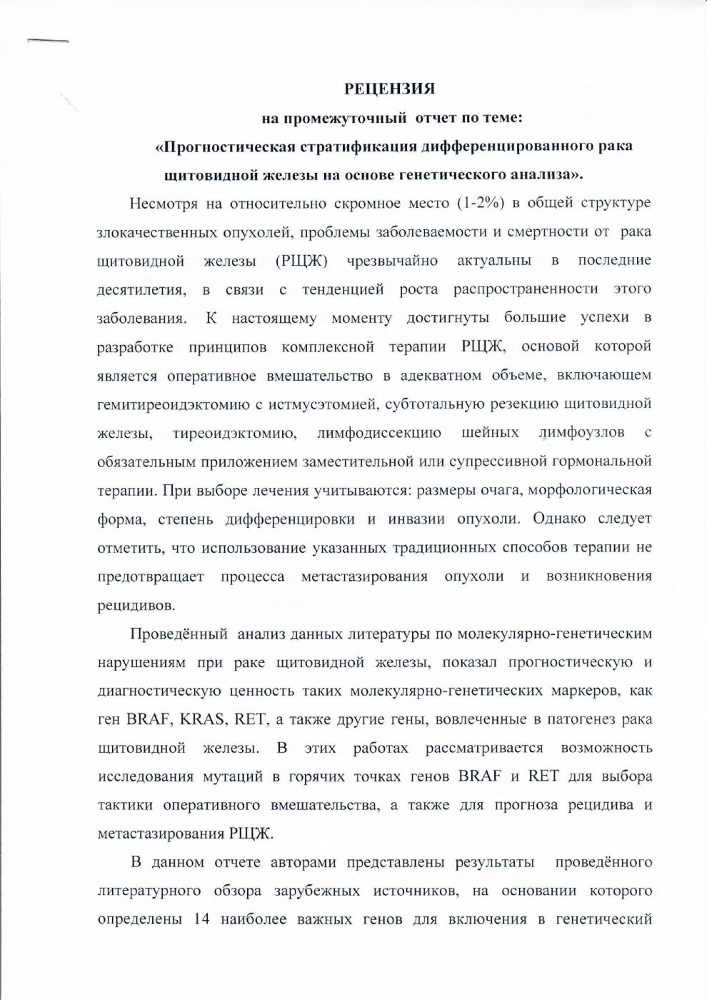 РЕЦЕНЗИЯ
на промежуточный отчет по теме:
«Прогностическая стратификация дифференцированного рака
щитовидной железы на основе генетического анализа».
Несмотря на относительно скромное место (1-2%) в общей структуре
злокачественных опухолей, проблемы заболеваемости и смертности от рака
щитовидной железы (РЩЖ) чрезвычайно актуальны в последние
десятилетия, в связи с тенденцией роста распространенности этого
заболевания. К настоящему моменту достигнуты большие успехи в
разработке принципов комплексной терапии РЩЖ, основой которой
является оперативное вмешательство в адекватном объеме, включающем
гемитиреоидэктомию с истмусэтомией, субтотальную резекцию щитовидной
железы, тиреоидэктомию, лимфодиссекцию шейных лимфоузлов с
обязательным приложением заместительной или супрессивной гормональной
терапии. При выборе лечения учитываются: размеры очага, морфологическая
форма, степень дифференцировки и инвазии опухоли. Однако следует
отметить, что использование указанных традиционных способов терапии не
предотвращает процесса метастазирования опухоли и возникновения
рецидивов.
Проведённый анализ данных литературы по молекулярно-генетическим
нарушениям при раке щитовидной железы, показал прогностическую и
диагностическую ценность таких молекулярно-генетических маркеров, как
ген BRAF, KRAS, RET, а также другие гены, вовлеченные в патогенез рака
щитовидной железы. В этих работах рассматривается возможность
исследования мутаций в горячих точках генов BRAF и RET для выбора
тактики оперативного вмешательства, а также для прогноза рецидива и
метастазирования РЩЖ.
В данном отчете авторами представлены результаты проведённого
литературного обзора зарубежных источников, на основании которого
определены 14 наиболее важных генов для включения в генетический